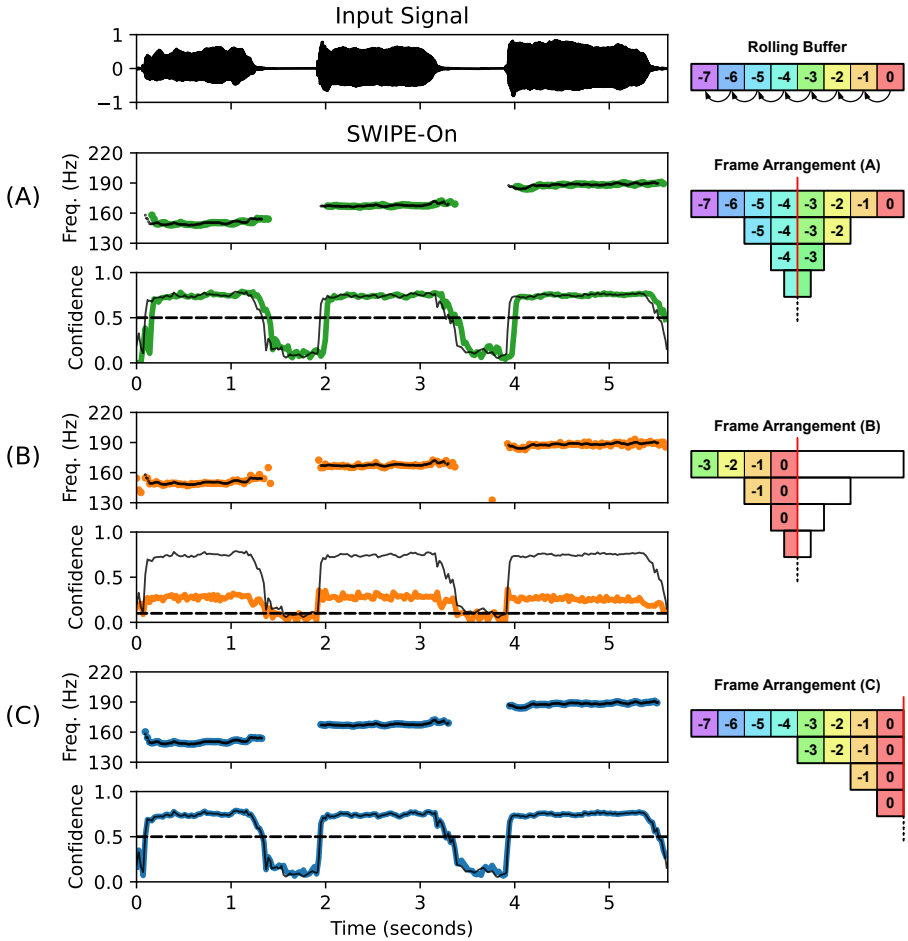 Input Signal
1
0
−1
Rolling Buffer
-7 -6 -5 -4 -3 -2 -1 0
SWIPE-On
(A)
Freq. (Hz)
220
190
160
130
Confidence
1.0
0.5
0.0
0 1 2 3 4 5
Frame Arrangement (A)
-7 -6 -5 -4 -3 -2 -1 0
-5 -4 -3 -2
-4 -3
(B)
Freq. (Hz)
220
190
160
130
Confidence
1.0
0.5
0.0
0 1 2 3 4 5
Frame Arrangement (B)
-3 -2 -1 0
-1 0
0
(C)
Freq. (Hz)
220
190
160
130
Confidence
1.0
0.5
0.0
0 1 2 3 4 5
Time (seconds)
Frame Arrangement (C)
-7 -6 -5 -4 -3 -2 -1 0
-3 -2 -1 0
-1 0
0